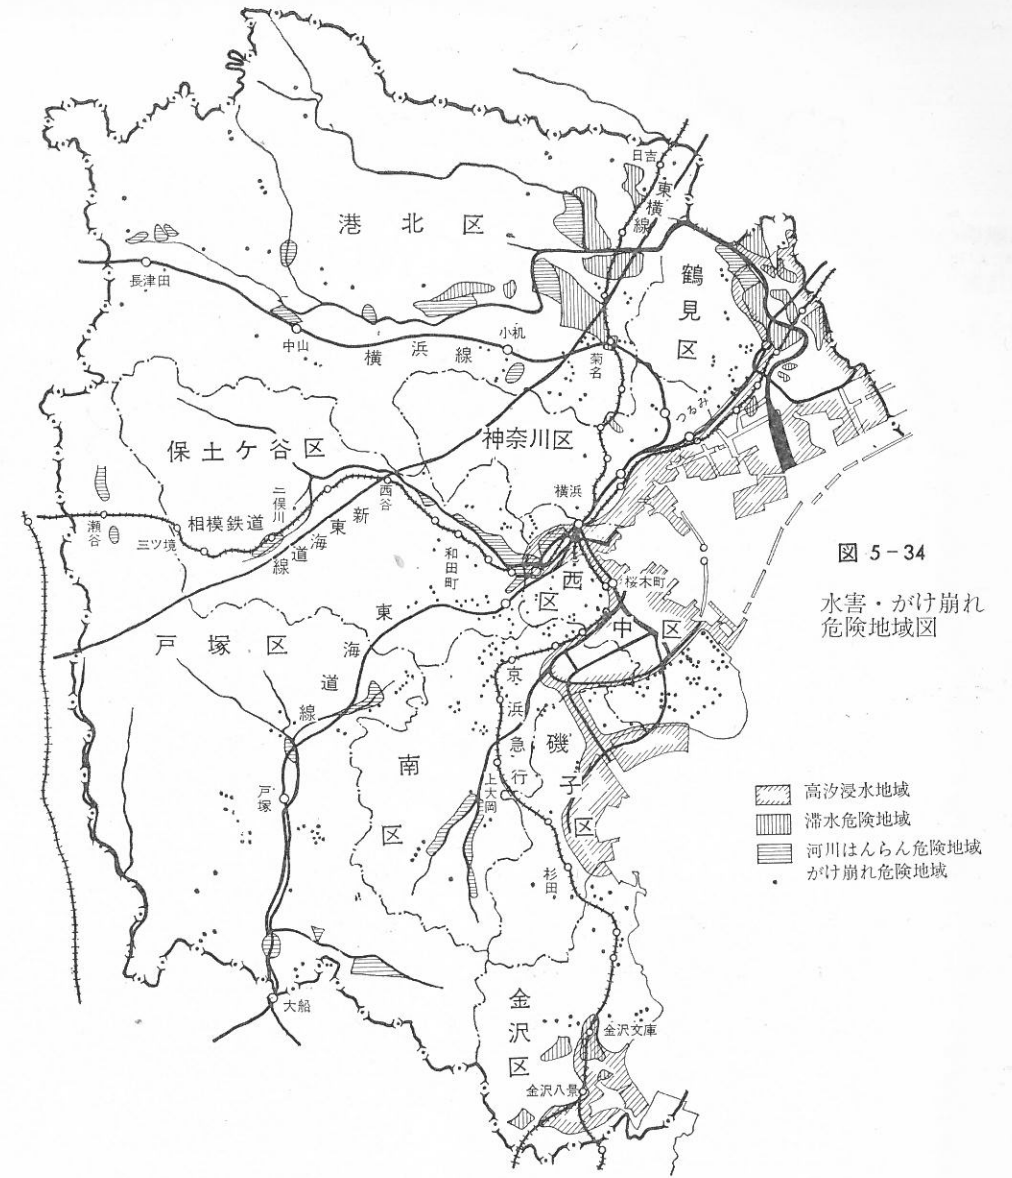 日吉
東横線
港北区
鶴見区
長津田
中山
横浜線
小机
菊名
つるみ
保土ケ谷区
神奈川区
二俣川
西谷
横浜
瀬谷
三ツ境
相模鉄道
新東海道線
和田町
図 5-34
水害・がけ崩れ
危険地域図
西区
桜木町
中区
戸塚区
東海道線
京浜急行
南区
磯子区
上大岡
戸塚
杉田
高汐浸水地域
滞水危険地域
河川はんらん危険地域
がけ崩れ危険地域
大船
金沢区
金沢文庫
金沢八景